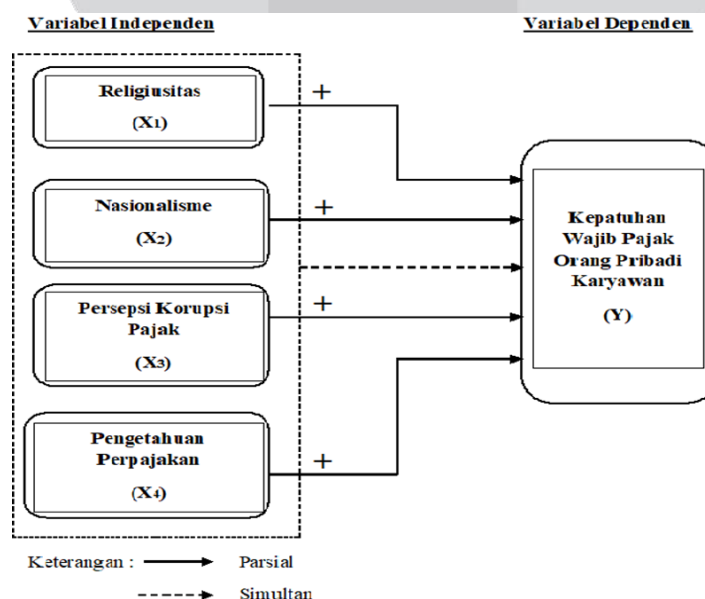 Variabel Independen
Variabel Dependen
Religiusitas
(X1)
+
Nasionalisme
(X2)
+
Persepsi Korupsi
Pajak
(X3)
+
Pengetahuan
Perpajakan
(X4)
+
Kepatuhan
Wajib Pajak
Orang Pribadi
Karyawan
(Y)
Keterangan : Parsial
Simultan